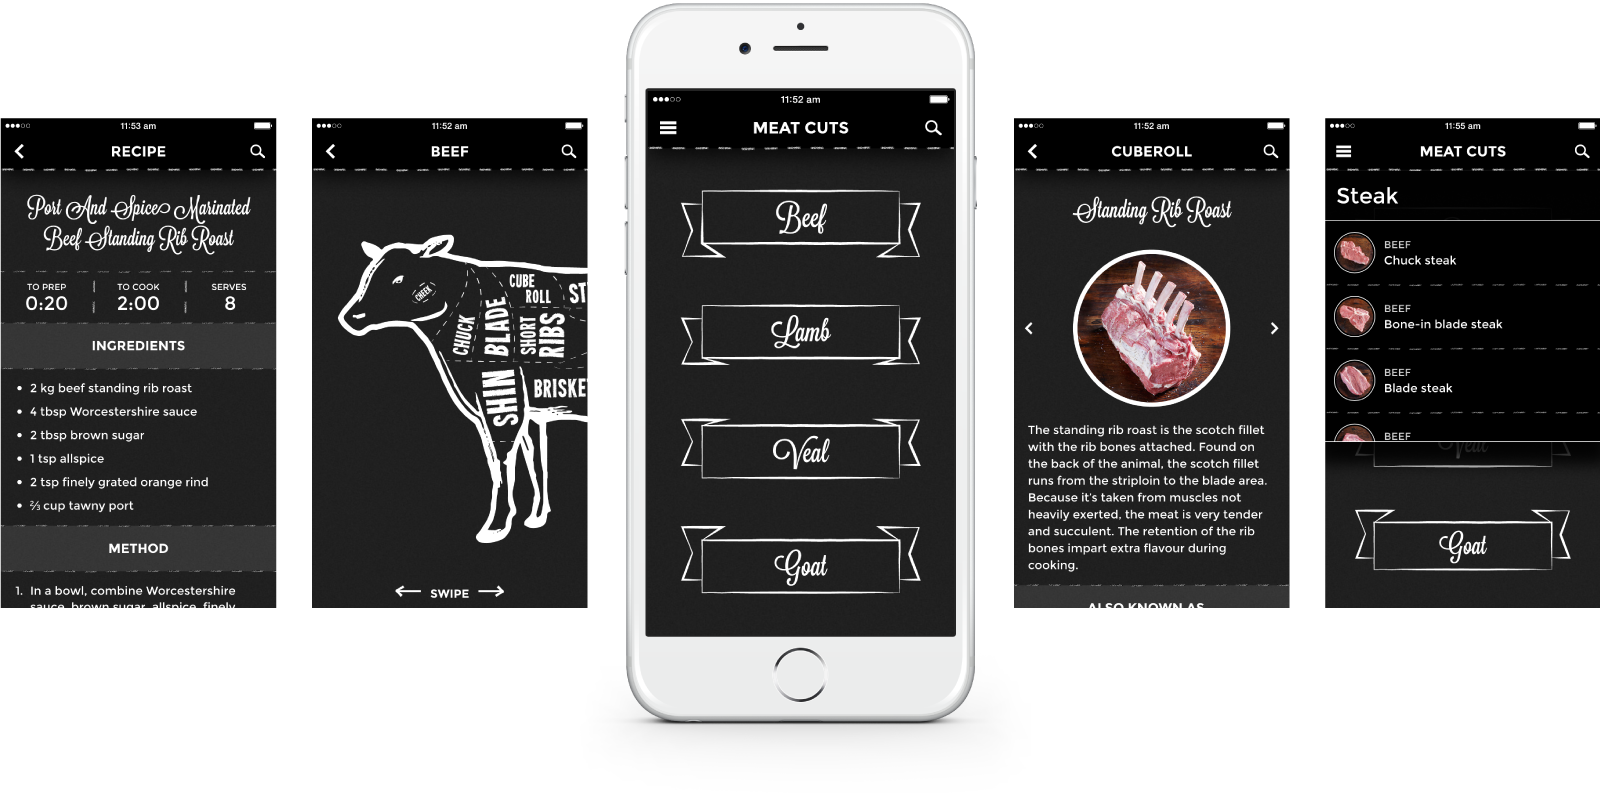 11:53 am
RECIPE
Port And Spice Marinated
Beef Standing Rib Roast
TO PREP
0:20
TO COOK
2:00
SERVES
8
INGREDIENTS
• 2 kg beef standing rib roast
• 4 tbsp Worcestershire sauce
• 2 tbsp brown sugar
• 1 tsp allspice
• 2 tsp finely grated orange rind
• ⅔ cup tawny port
METHOD
1. In a bowl, combine Worcestershire
sauce, brown sugar, allspice, finely
11:52 am
BEEF
CHEEK
CHUCK
BLADE
CUBE
ROLL
ST
SHORT
RIBS
SHIN
BRISKE
SWIPE
11:52 am
MEAT CUTS
Beef
Lamb
Veal
Goat
11:52 am
CUBEROLL
Standing Rib Roast
The standing rib roast is the scotch fillet
with the rib bones attached. Found on
the back of the animal, the scotch fillet
runs from the striploin to the blade area.
Because it's taken from muscles not
heavily exerted, the meat is very tender
and succulent. The retention of the rib
bones impart extra flavour during
cooking.
ALSO KNOWN AS
11:55 am
MEAT CUTS
Steak
BEEF
Chuck steak
BEEF
Bone-in blade steak
BEEF
Blade steak
BEEF
Veal
Goat